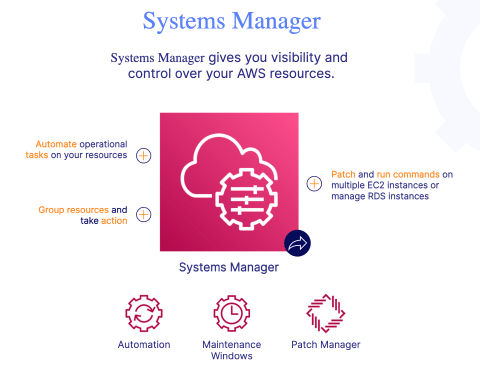 Systems Manager
Systems Manager gives you visibility and
control over your AWS resources.
Automate operational
tasks on your resources
Group resources and
take action
Patch and run commands on
multiple EC2 instances or
manage RDS instances
Systems Manager
Automation
Maintenance
Windows
Patch Manager